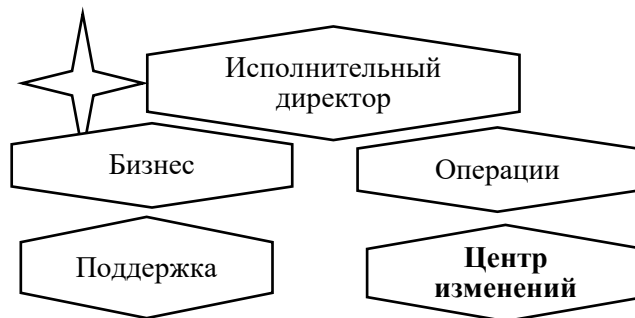 Исполнительный
директор
Бизнес
Операции
Поддержка
Центр
изменений